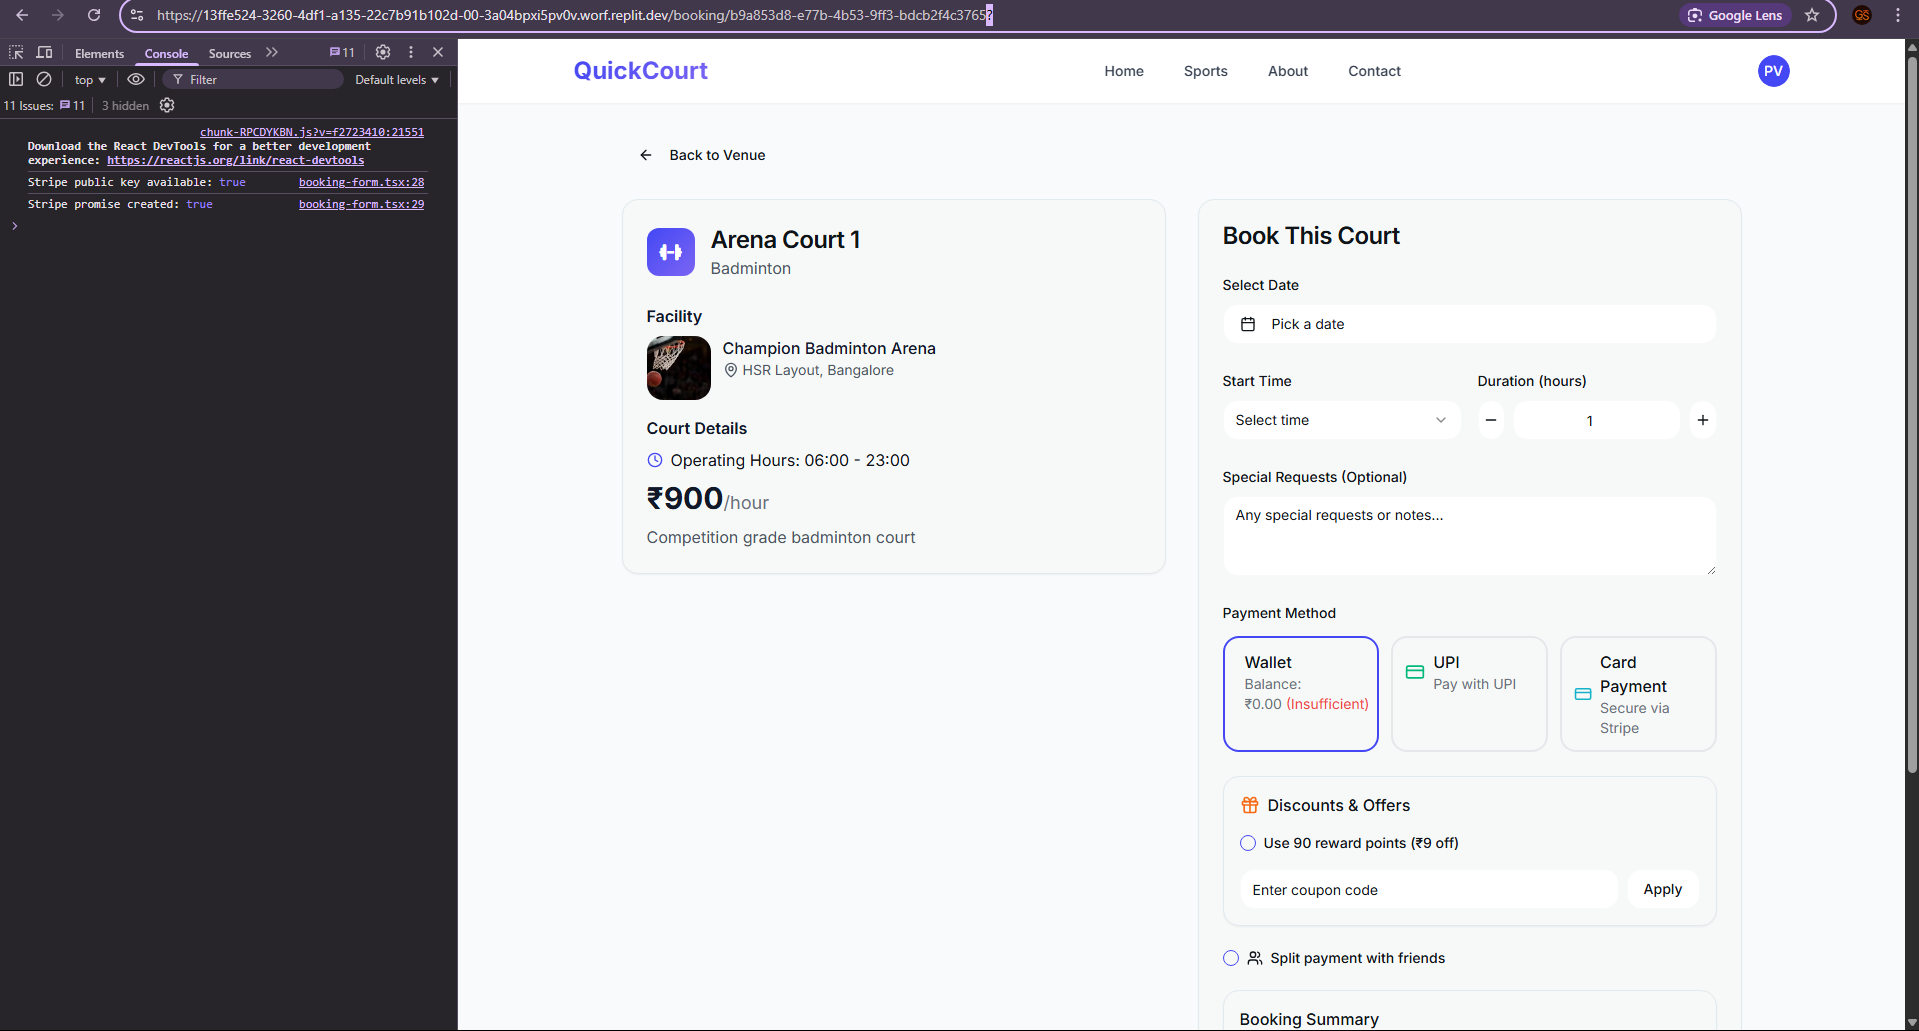 https://13ffe524-3260-4df1-a135-22c7b91b102d-00-3a04bpxi5pv0v.worf.replit.dev/booking/b9a853d8-e77b-4b53-9ff3-bdcb2f4c3765?
Google Lens
GS
Elements Console Sources 11
top Filter Default levels
11 Issues: 11 3 hidden
chunk-RPCDYKBN.js?v=f2723410:21551
Download the React DevTools for a better development
experience: https://reactjs.org/link/react-devtools
Stripe public key available: true booking-form.tsx:28
Stripe promise created: true booking-form.tsx:29
QuickCourt
Home Sports About Contact
PV
Back to Venue
Arena Court 1
Badminton
Facility
Champion Badminton Arena
HSR Layout, Bangalore
Court Details
Operating Hours: 06:00 - 23:00
₹900/hour
Competition grade badminton court
Book This Court
Select Date
Pick a date
Start Time Duration (hours)
Select time 1
Special Requests (Optional)
Any special requests or notes...
Payment Method
Wallet
Balance:
₹0.00 (Insufficient)
UPI
Pay with UPI
Card
Payment
Secure via
Stripe
Discounts & Offers
Use 90 reward points (₹9 off)
Enter coupon code Apply
Split payment with friends
Booking Summary